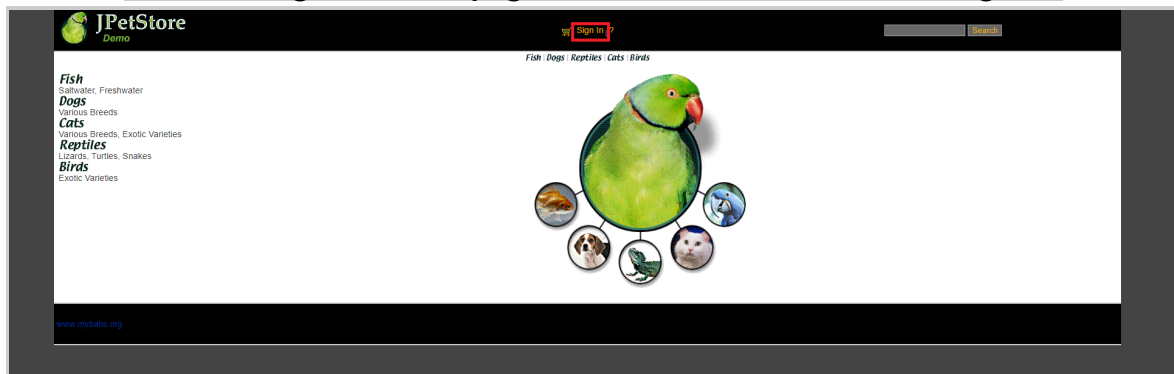 JPetStore
Demo
Sign In ?
Search
Fish | Dogs | Reptiles | Cats | Birds
Fish
Saltwater, Freshwater
Dogs
Various Breeds
Cats
Various Breeds, Exotic Varieties
Reptiles
Lizards, Turtles, Snakes
Birds
Exotic Varieties
www.mybatis.org